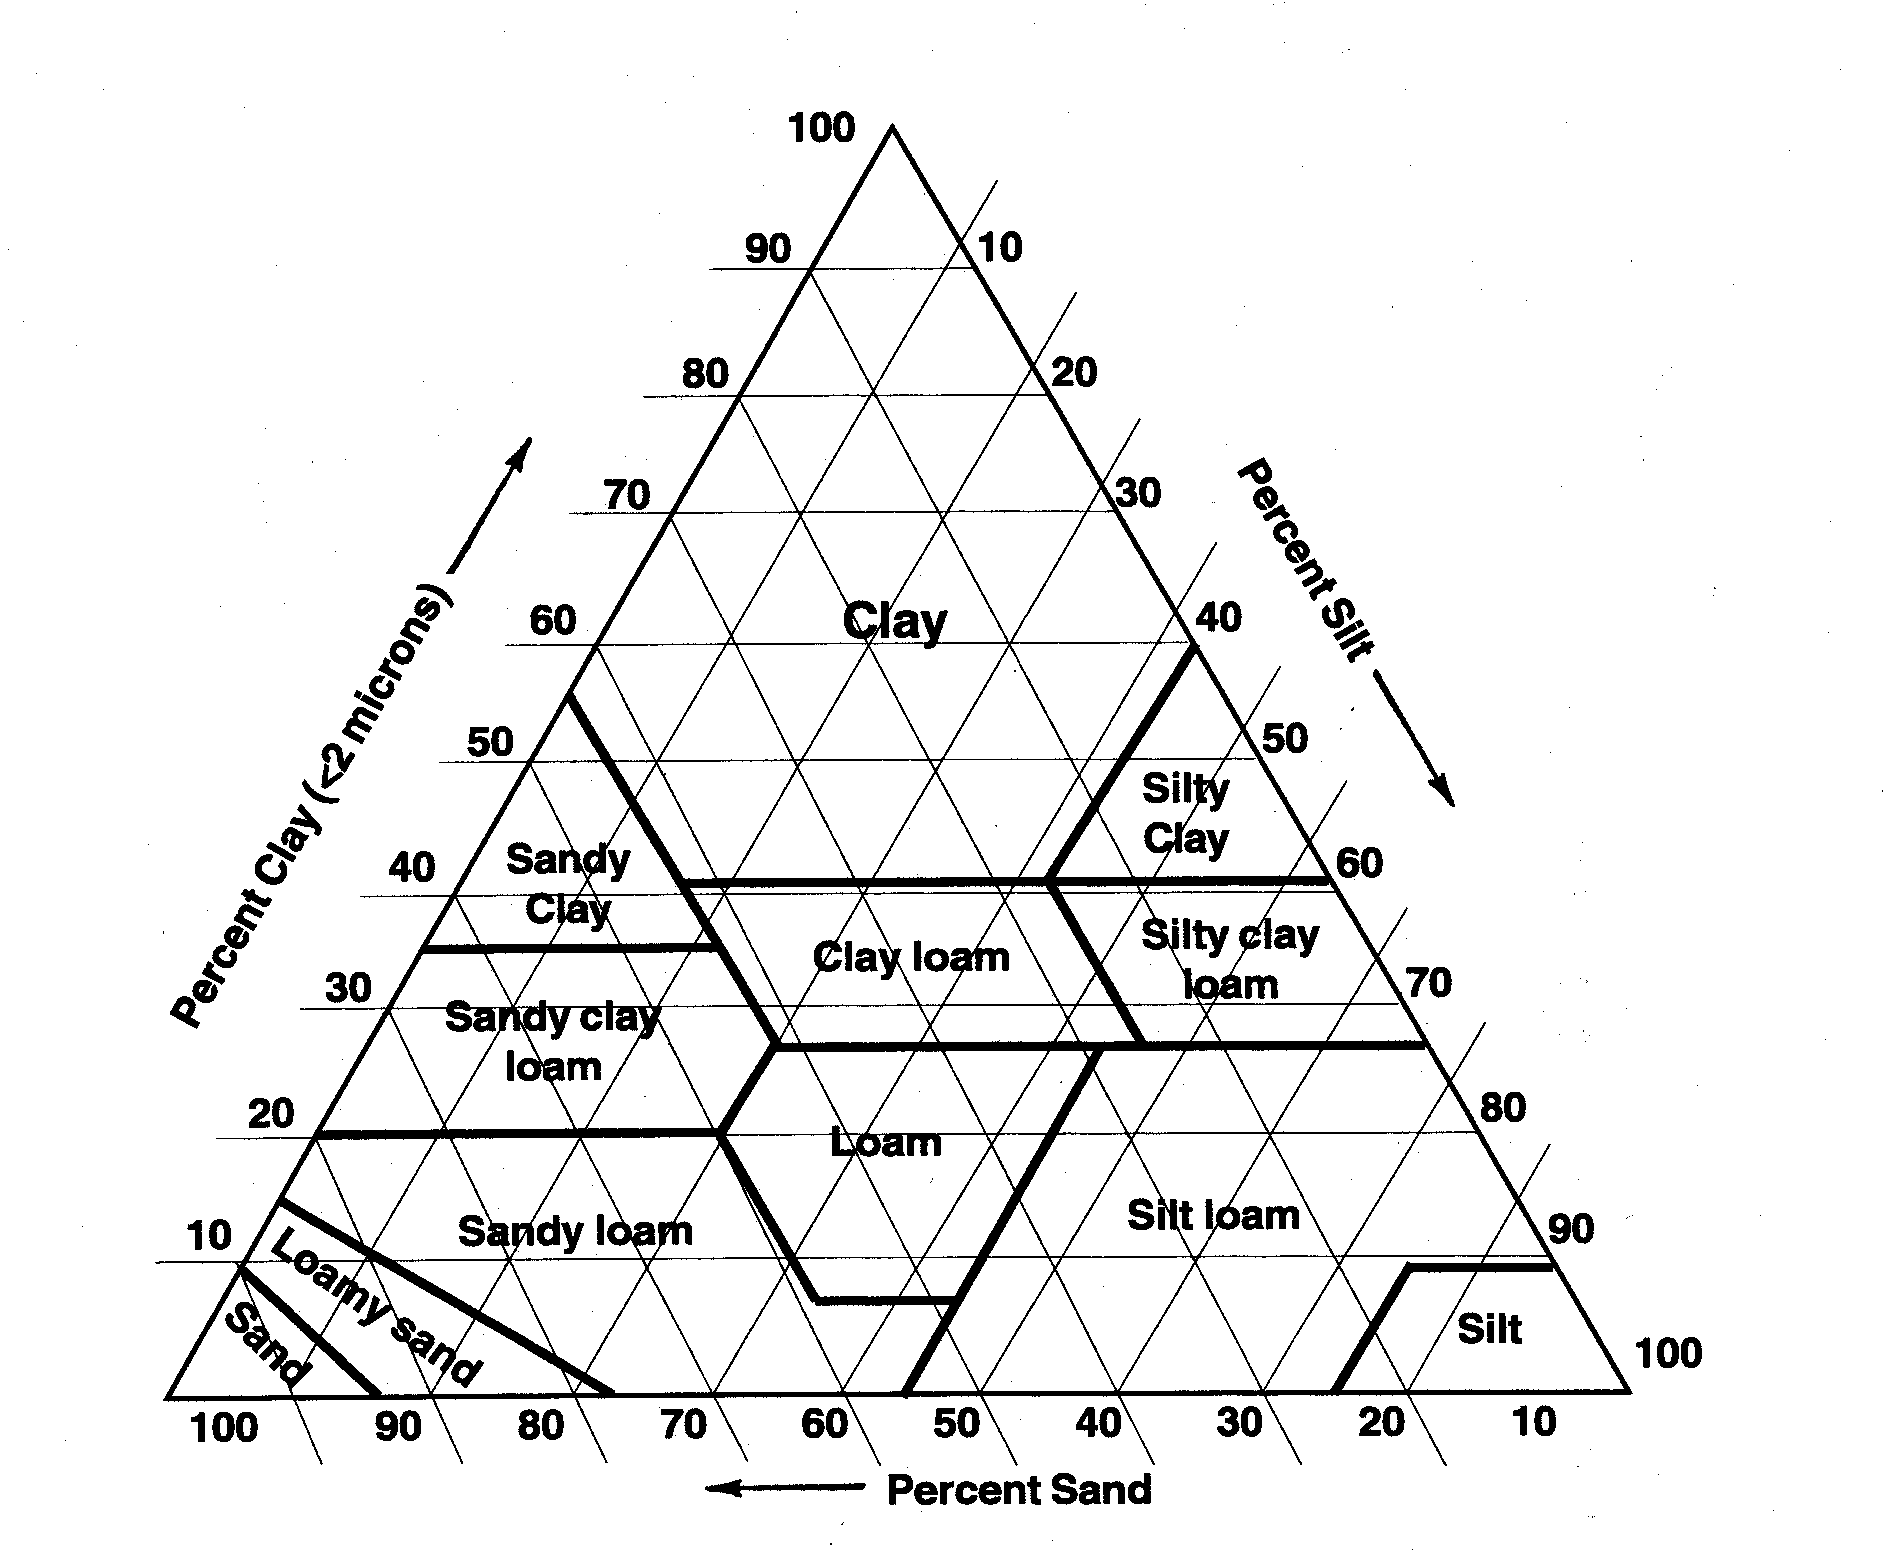 100
90
10
80
20
70
30
Percent Clay (<2 microns)
Percent Silt
Clay
60
40
50
50
Silty
Clay
Sandy
Clay
40
60
Clay loam
Silty clay
loam
30
70
Sandy clay
loam
20
80
Loam
Sandy loam
Silt loam
10
90
Loamy sand
Sand
Silt
100
100
90
80
70
60
50
40
30
20
10
Percent Sand